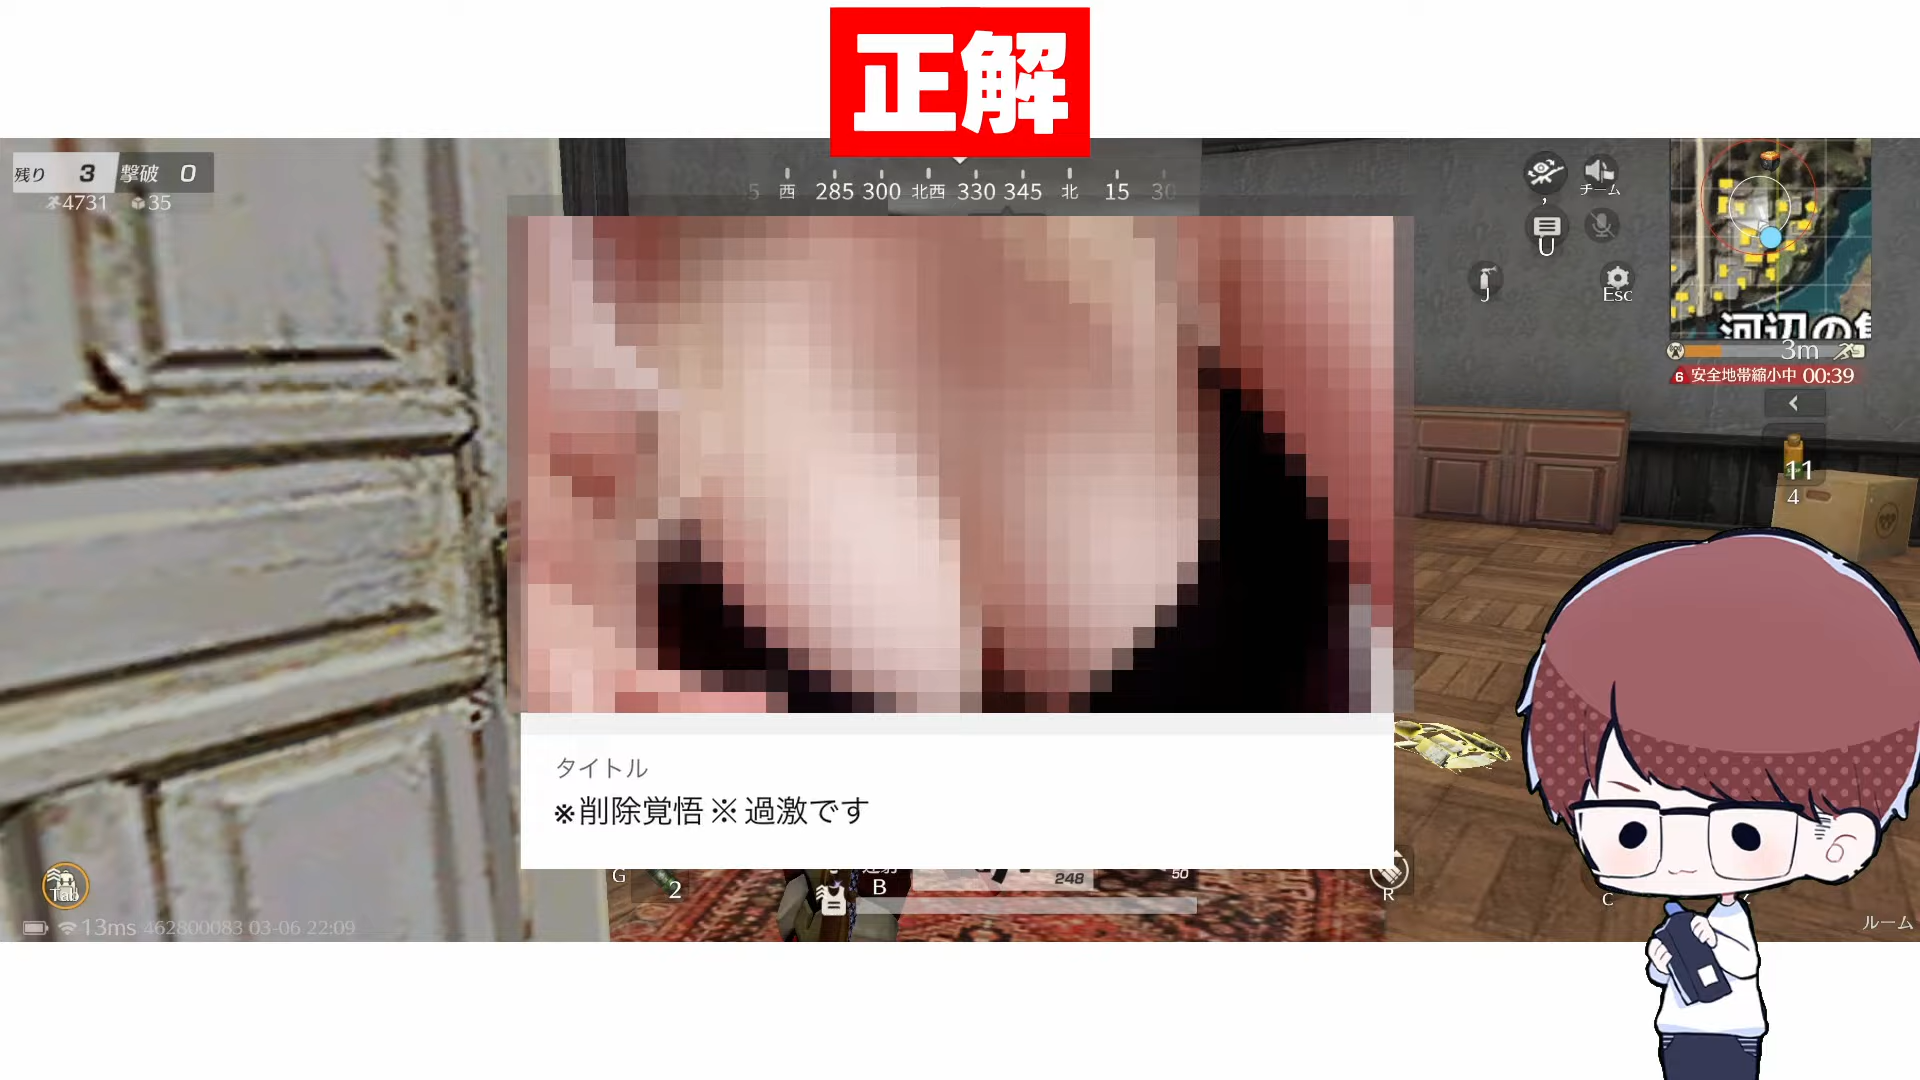 正解
残り 3 撃破 0
4731 35
5 西 285 300 北西 330 345 北 15 30
チーム
,
U
J
Esc
3m
6 安全地帯縮小中 00:39
11
4
タイトル
※削除覚悟※過激です
G
2
B
248
50
R
C
Tab
13ms 462800083 03-06 22:09
ルーム